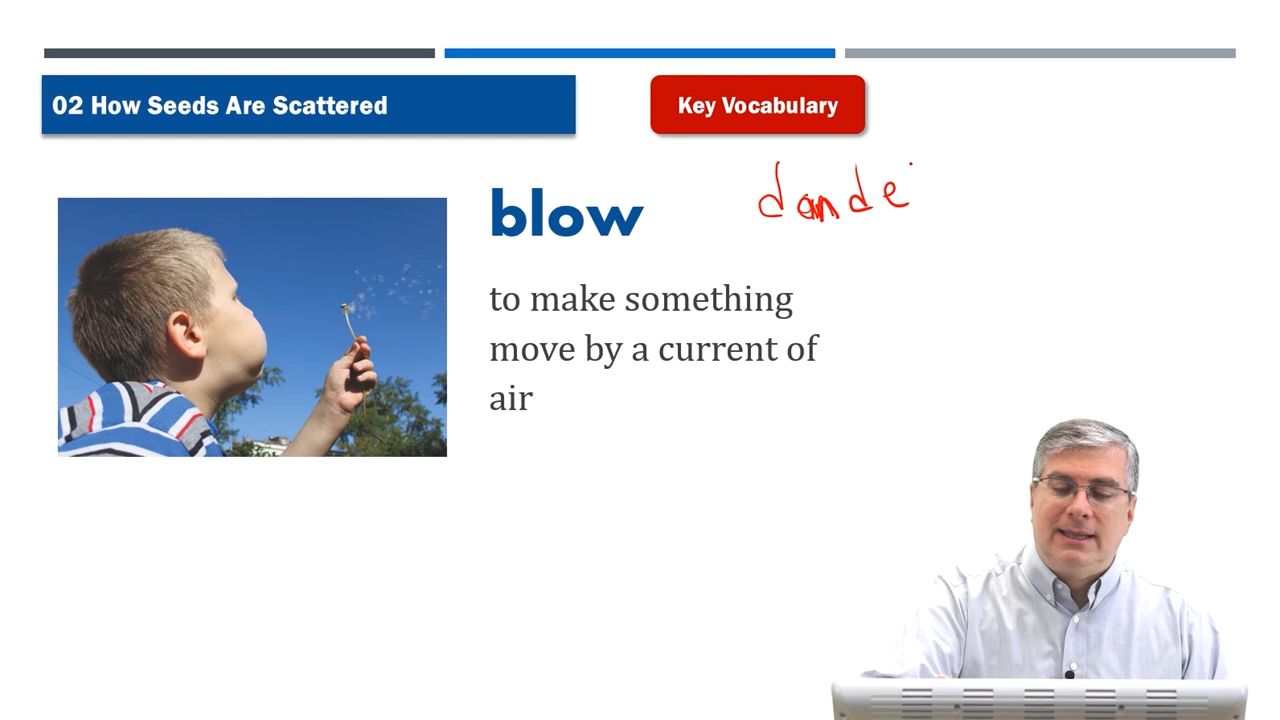 02 How Seeds Are Scattered
Key Vocabulary
blow
dande
to make something
move by a current of
air